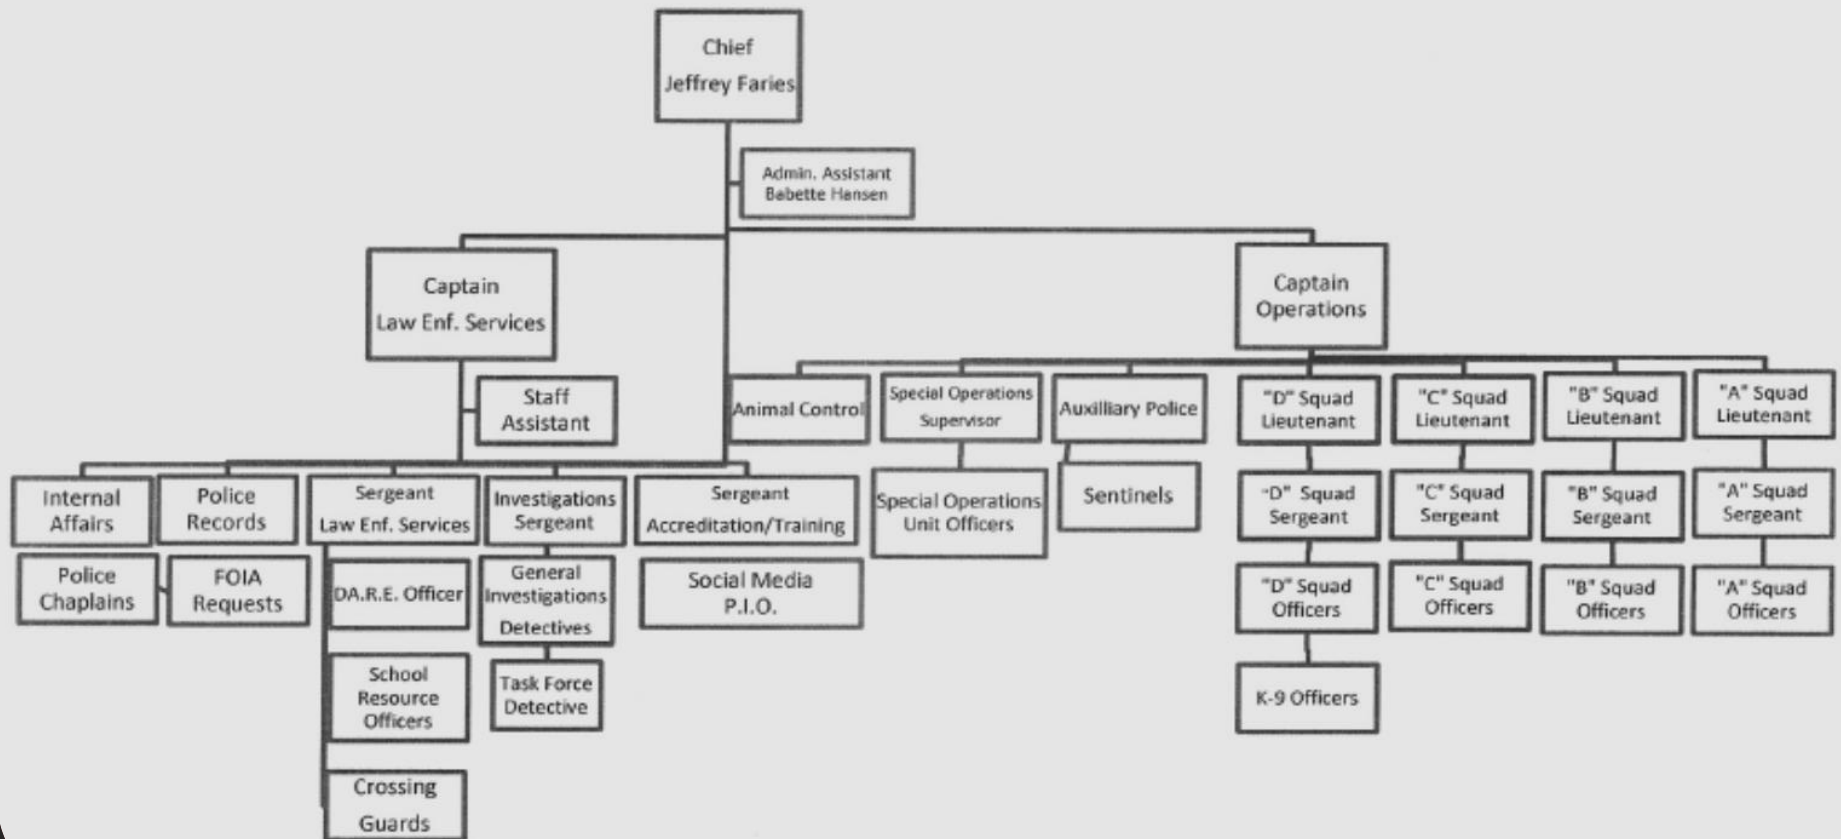 Chief
Jeffrey Faries
Admin. Assistant
Babette Hansen
Captain
Law Enf. Services
Captain
Operations
Staff
Assistant
Animal Control
Special Operations
Supervisor
Auxilliary Police
"D" Squad
Lieutenant
"C" Squad
Lieutenant
"B" Squad
Lieutenant
"A" Squad
Lieutenant
Internal
Affairs
Police
Records
Sergeant
Law Enf. Services
Investigations
Sergeant
Sergeant
Accreditation/Training
Special Operations
Unit Officers
Sentinels
"D" Squad
Sergeant
"C" Squad
Sergeant
"B" Squad
Sergeant
"A" Squad
Sergeant
Police
Chaplains
FOIA
Requests
DA.R.E. Officer
General
Investigations
Detectives
Social Media
P.I.O.
"D" Squad
Officers
"C" Squad
Officers
"B" Squad
Officers
"A" Squad
Officers
School
Resource
Officers
Task Force
Detective
K-9 Officers
Crossing
Guards